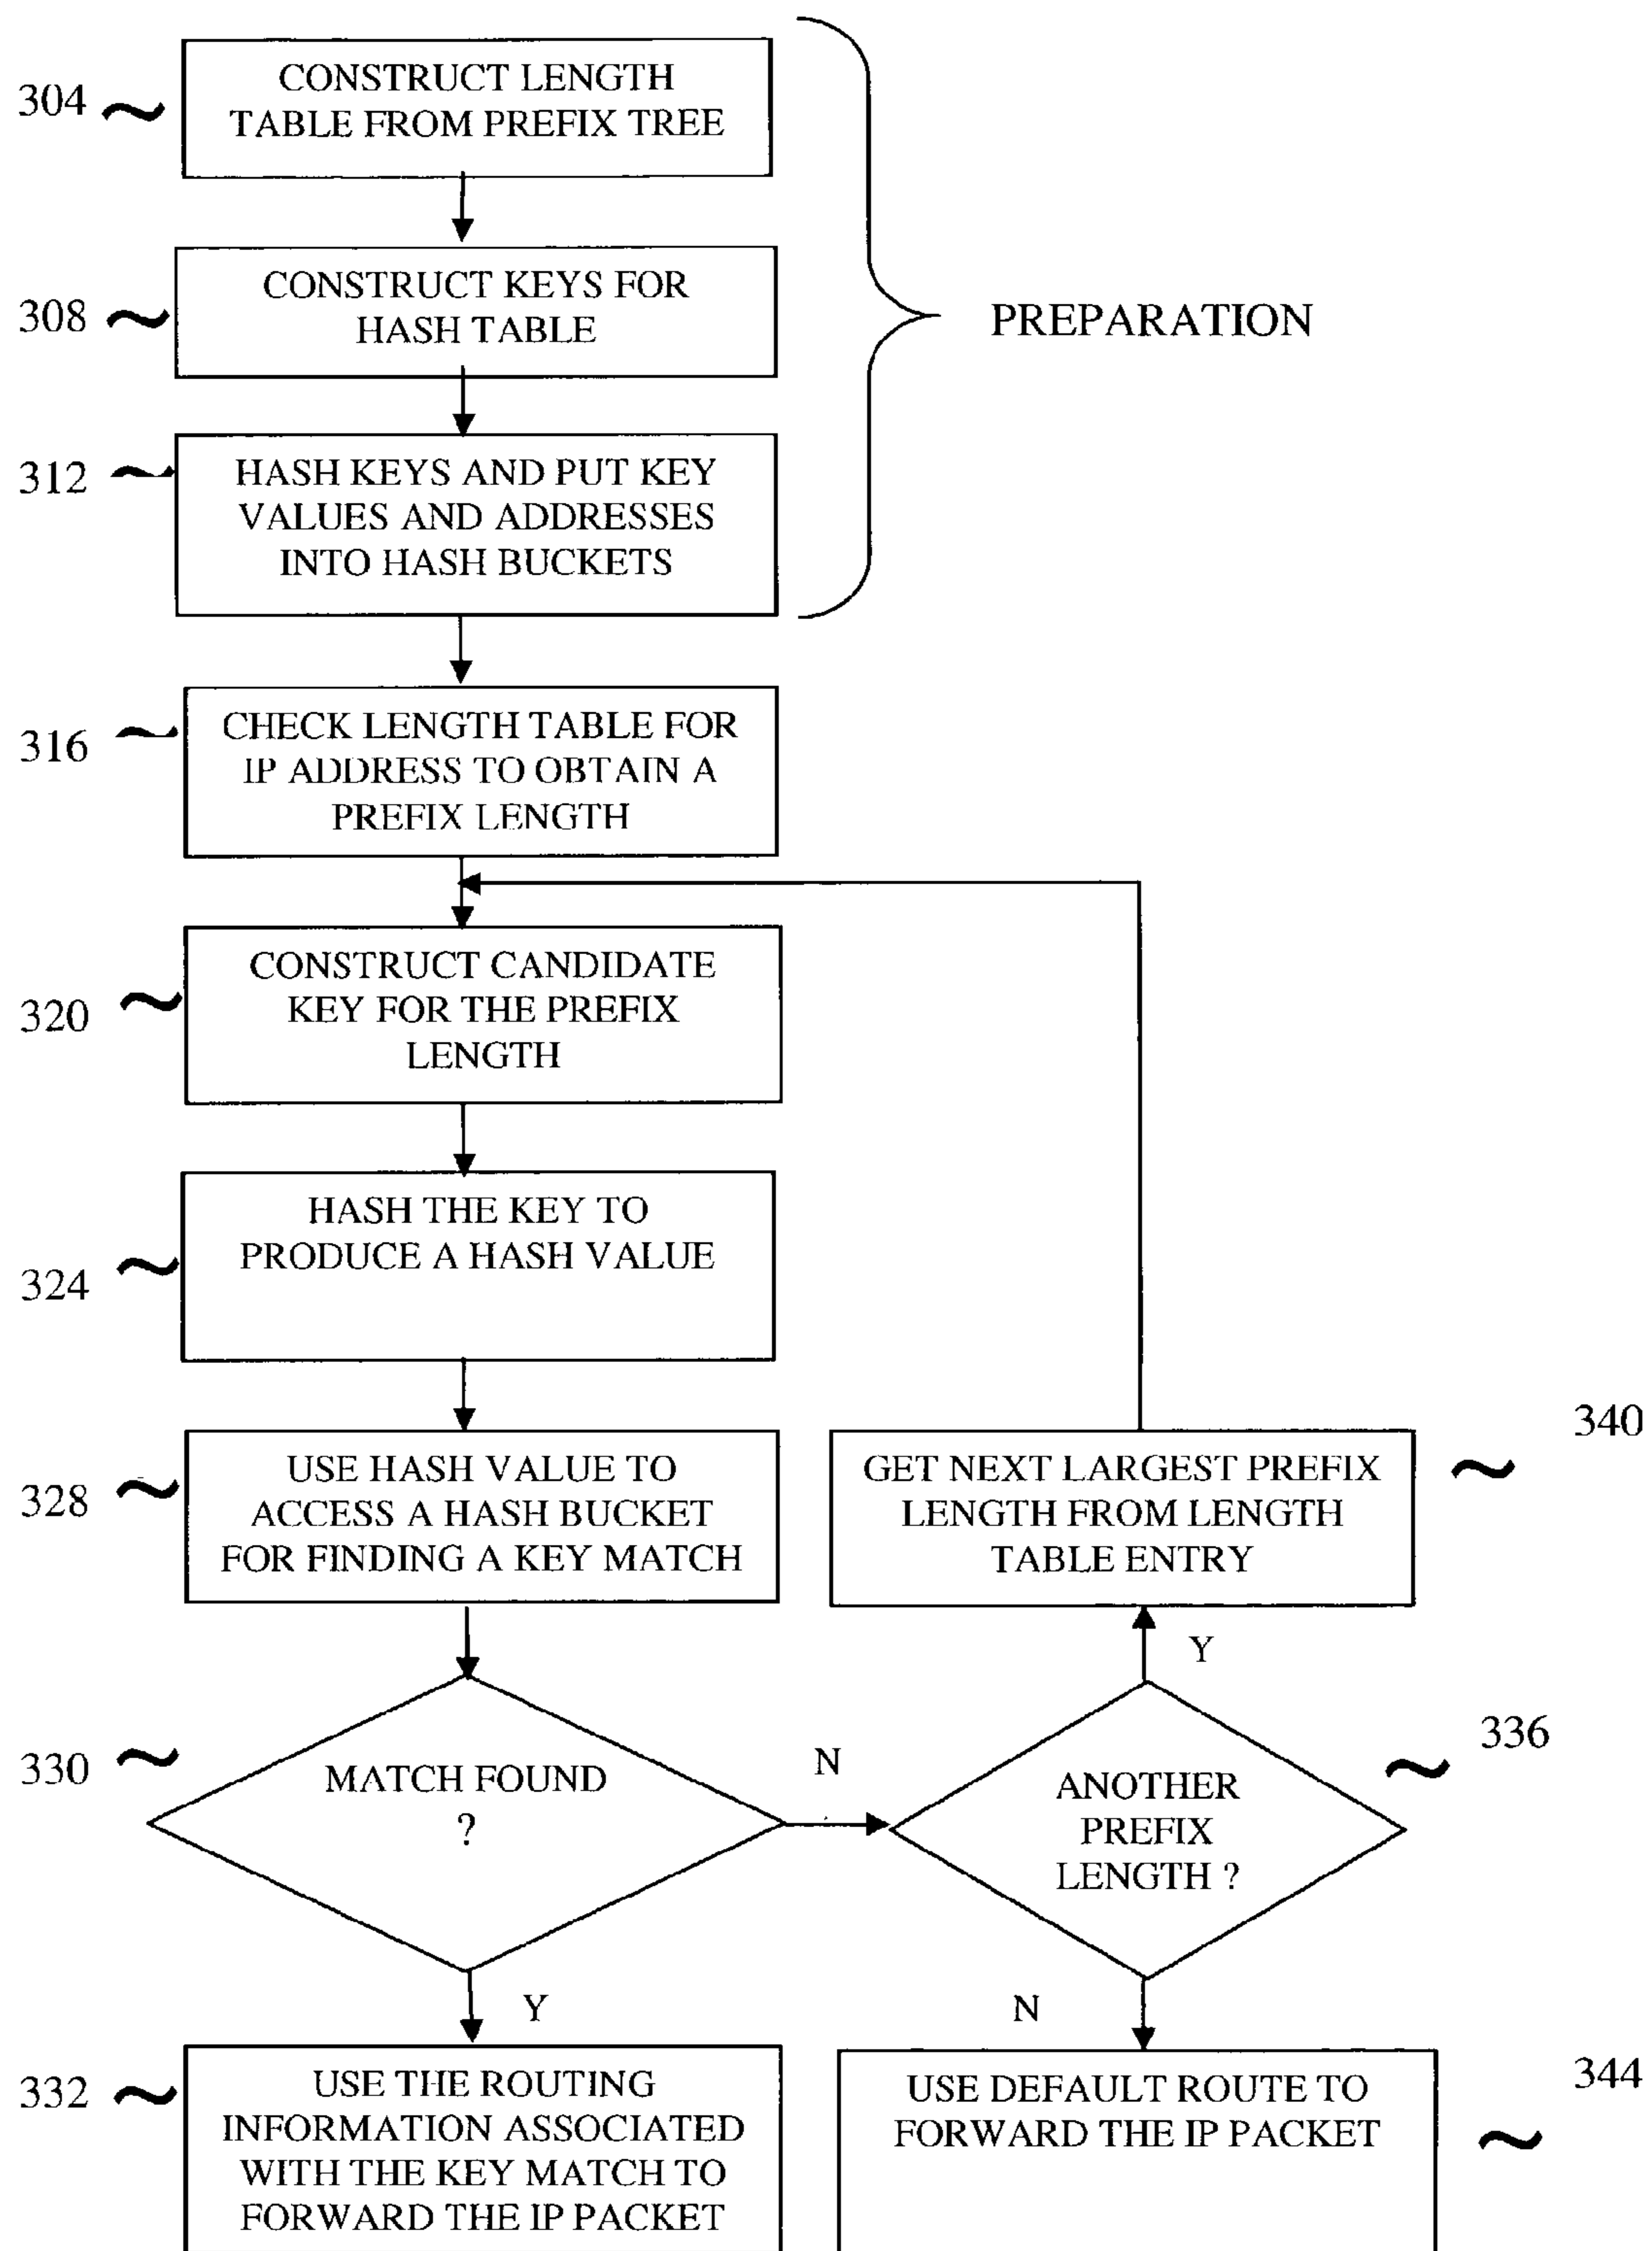 304
CONSTRUCT LENGTH
TABLE FROM PREFIX TREE
308
CONSTRUCT KEYS FOR
HASH TABLE
PREPARATION
312
HASH KEYS AND PUT KEY
VALUES AND ADDRESSES
INTO HASH BUCKETS
316
CHECK LENGTH TABLE FOR
IP ADDRESS TO OBTAIN A
PREFIX LENGTH
320
CONSTRUCT CANDIDATE
KEY FOR THE PREFIX
LENGTH
324
HASH THE KEY TO
PRODUCE A HASH VALUE
328
USE HASH VALUE TO
ACCESS A HASH BUCKET
FOR FINDING A KEY MATCH
340
GET NEXT LARGEST PREFIX
LENGTH FROM LENGTH
TABLE ENTRY
Y
330
MATCH FOUND
?
N
336
ANOTHER
PREFIX
LENGTH ?
Y
N
332
USE THE ROUTING
INFORMATION ASSOCIATED
WITH THE KEY MATCH TO
FORWARD THE IP PACKET
344
USE DEFAULT ROUTE TO
FORWARD THE IP PACKET